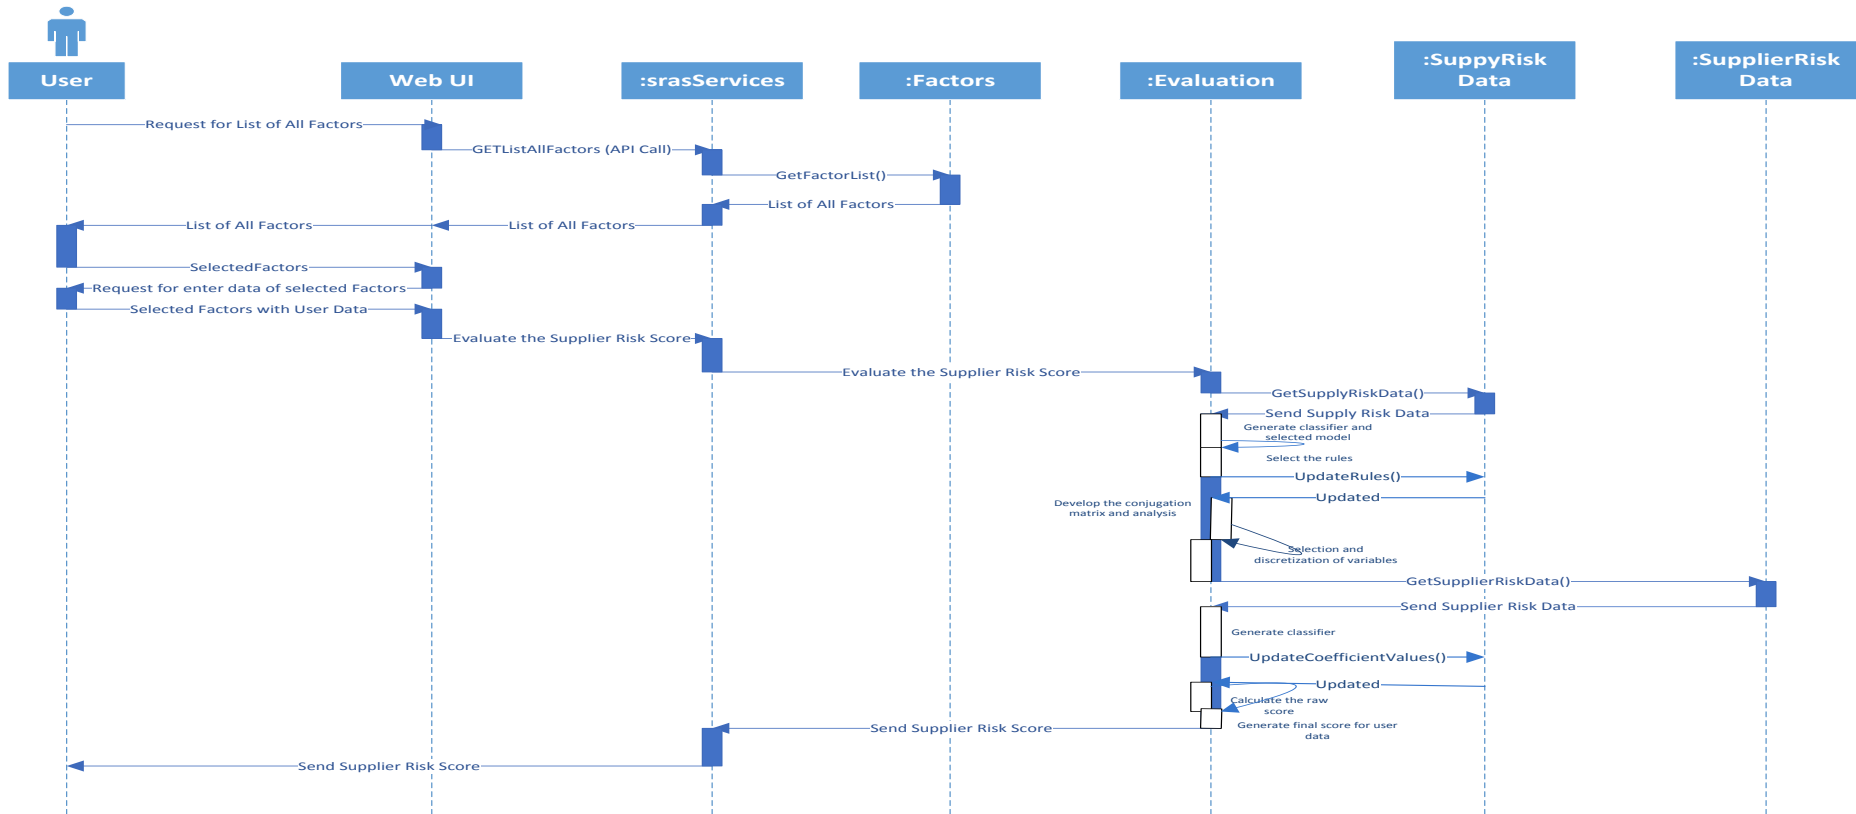 User
Web UI
:srasServices
:Factors
:Evaluation
:SuppyRisk
Data
:SupplierRisk
Data
Request for List of All Factors
GETListAllFactors (API Call)
GetFactorList()
List of All Factors
List of All Factors
List of All Factors
SelectedFactors
Request for enter data of selected Factors
Selected Factors with User Data
Evaluate the Supplier Risk Score
Evaluate the Supplier Risk Score
GetSupplyRiskData()
Send Supply Risk Data
Generate classifier and
selected model
Select the rules
UpdateRules()
Updated
Develop the conjugation
matrix and analysis
Selection and
discretization of variables
GetSupplierRiskData()
Send Supplier Risk Data
Generate classifier
UpdateCoefficientValues()
Updated
Calculate the raw
score
Generate final score for user
data
Send Supplier Risk Score
Send Supplier Risk Score